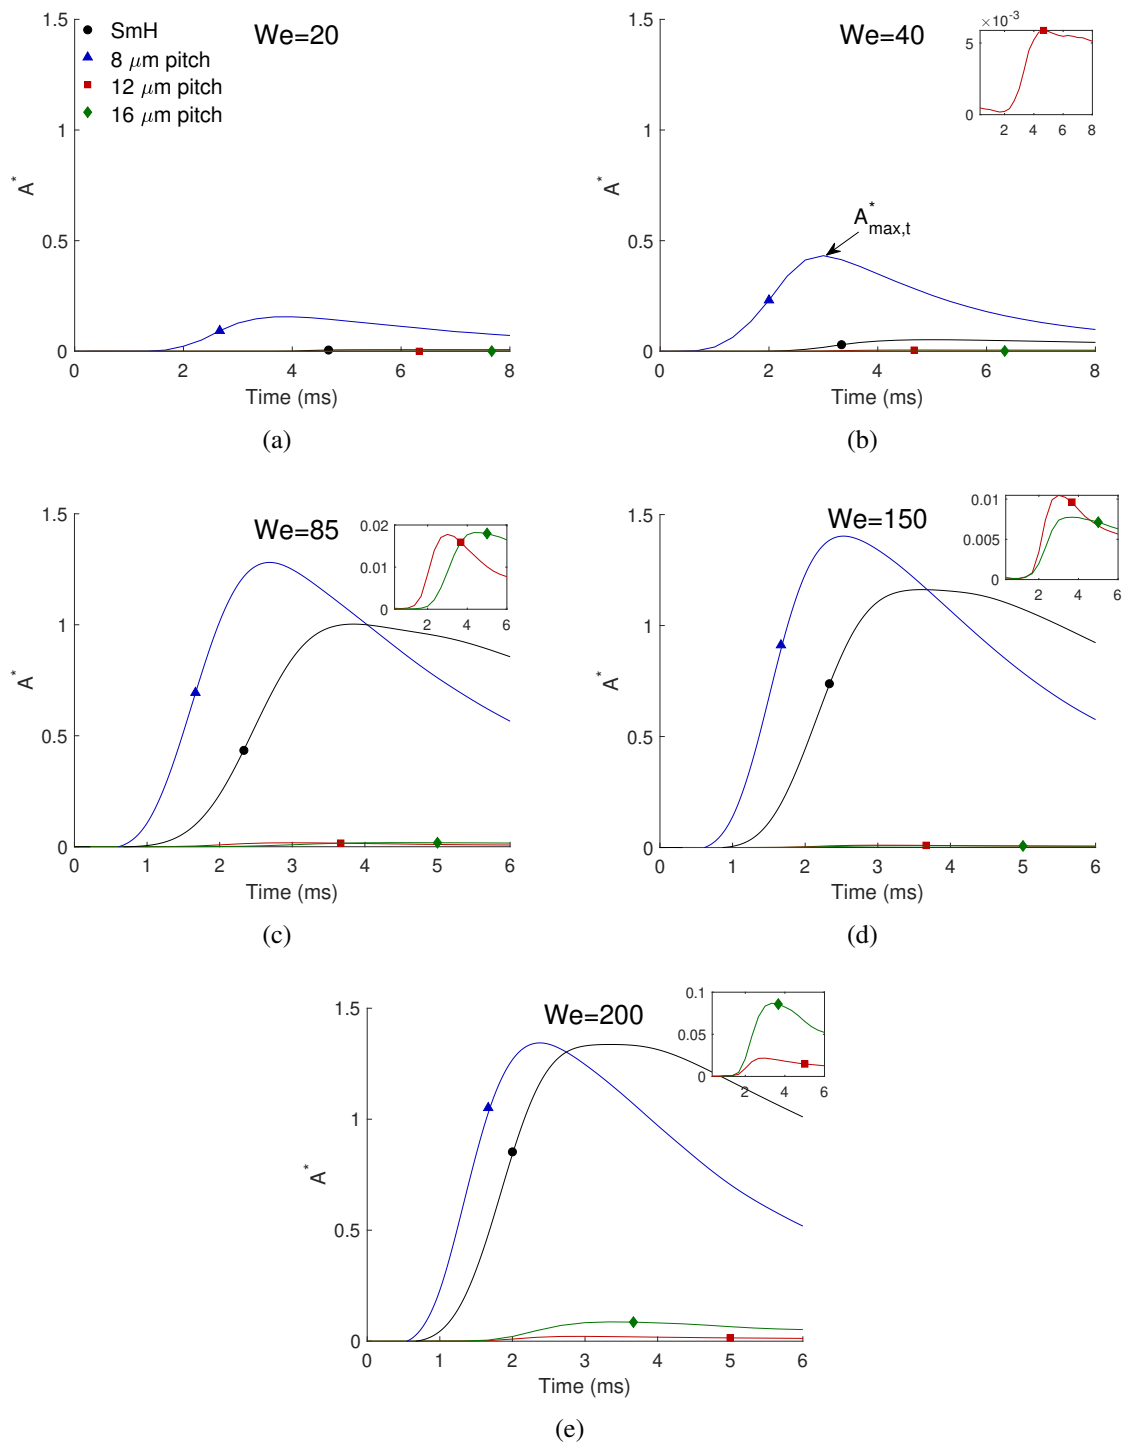 We=20
SmH
8 μm pitch
12 μm pitch
16 μm pitch
1.5
1
0.5
0
A*
0 2 4 6 8
Time (ms)
(a)
We=40
×10⁻³
5
0
2 4 6 8
A*max,t
1.5
1
0.5
0
A*
0 2 4 6 8
Time (ms)
(b)
We=85
0.02
0.01
0
2 4 6
1.5
1
0.5
0
A*
0 1 2 3 4 5 6
Time (ms)
(c)
We=150
0.01
0.005
0
2 4 6
1.5
1
0.5
0
A*
0 1 2 3 4 5 6
Time (ms)
(d)
We=200
0.1
0.05
0
2 4 6
1.5
1
0.5
0
A*
0 1 2 3 4 5 6
Time (ms)
(e)